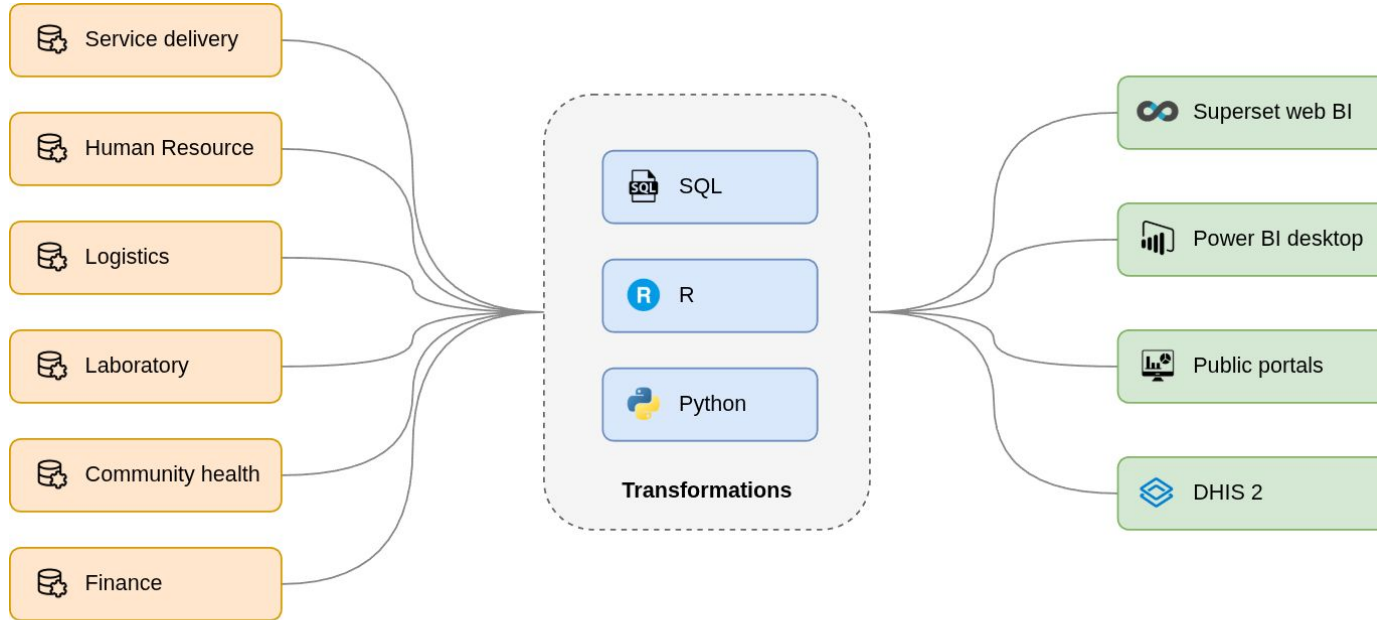 Service delivery
Human Resource
Logistics
Laboratory
Community health
Finance
SQL
SQL
R
R
Python
Transformations
Superset web BI
Power BI desktop
Public portals
DHIS 2